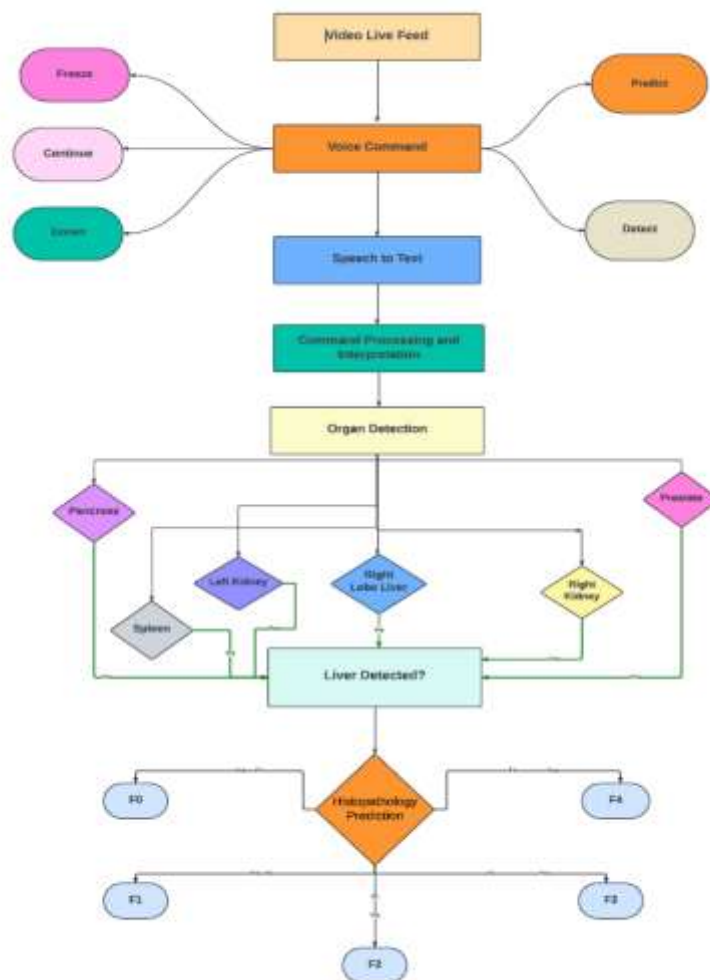 Video Live Feed
Freeze
Predict
Voice Command
Continue
Detect
Speech to Text
Command Processing and
Interpretation
Organ Detection
Pancreas
Prostate
Left Kidney
Right
Lobe Liver
Right
Kidney
Spleen
Liver Detected?
F0
Histopathology
Prediction
F4
F1
F3
F2